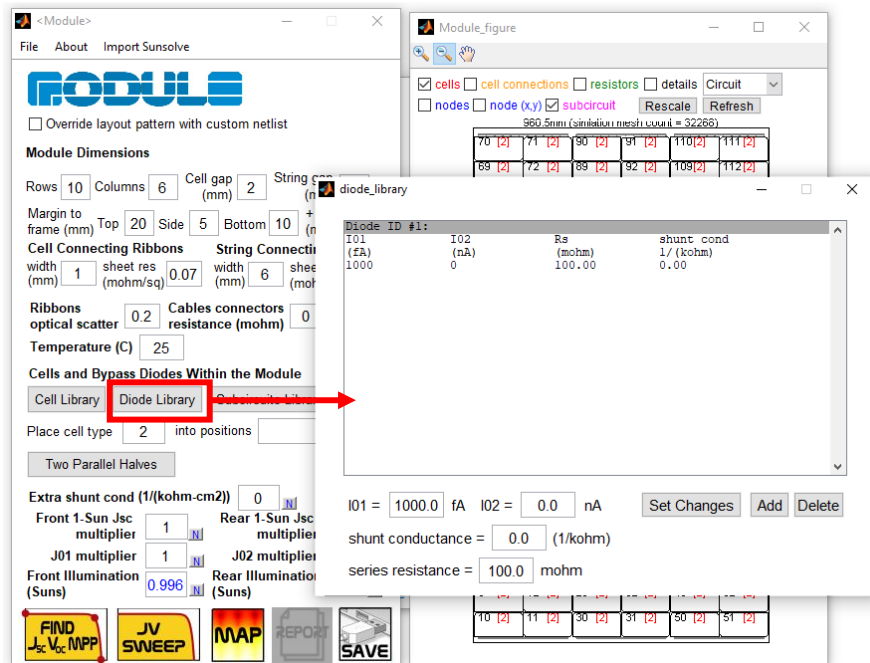 <Module>
File About Import Sunsolve
MODULE
Override layout pattern with custom netlist
Module Dimensions
Rows 10 Columns 6 Cell gap (mm) 2 String gap
Margin to frame (mm) Top 20 Side 5 Bottom 10 +
Cell Connecting Ribbons
width (mm) 1 sheet res (mohm/sq) 0.07 width (mm) 6
Ribbons optical scatter 0.2 Cables connectors resistance (mohm) 0
Temperature (C) 25
Cells and Bypass Diodes Within the Module
Cell Library Diode Library
Place cell type 2 into positions
Two Parallel Halves
Extra shunt cond (1/(kohm-cm2)) 0 N
Front 1-Sun Jsc multiplier 1 N Rear 1-Sun Jsc multiplier
J01 multiplier 1 N J02 multiplier
Front Illumination (Suns) 0.996 N Rear Illumination (Suns)
FIND Jsc Voc MPP
JV SWEEP
MAP
REPORT
SAVE
Module_figure
cells cell connections resistors details Circuit
nodes node (x,y) subcircuit Rescale Refresh
960.5mm (simlation mesh count = 32266)
70 [2] 71 [2] 90 [2] 91 [2] 110[2] 111[2]
69 [2] 72 [2] 89 [2] 92 [2] 109[2] 112[2]
diode_library
Diode ID #1:
I01 I02 Rs shunt cond
(fA) (nA) (mohm) 1/(kohm)
1000 0 100.00 0.00
I01 = 1000.0 fA I02 = 0.0 nA Set Changes Add Delete
shunt conductance = 0.0 (1/kohm)
series resistance = 100.0 mohm
10 [2] 11 [2] 30 [2] 31 [2] 50 [2] 51 [2]